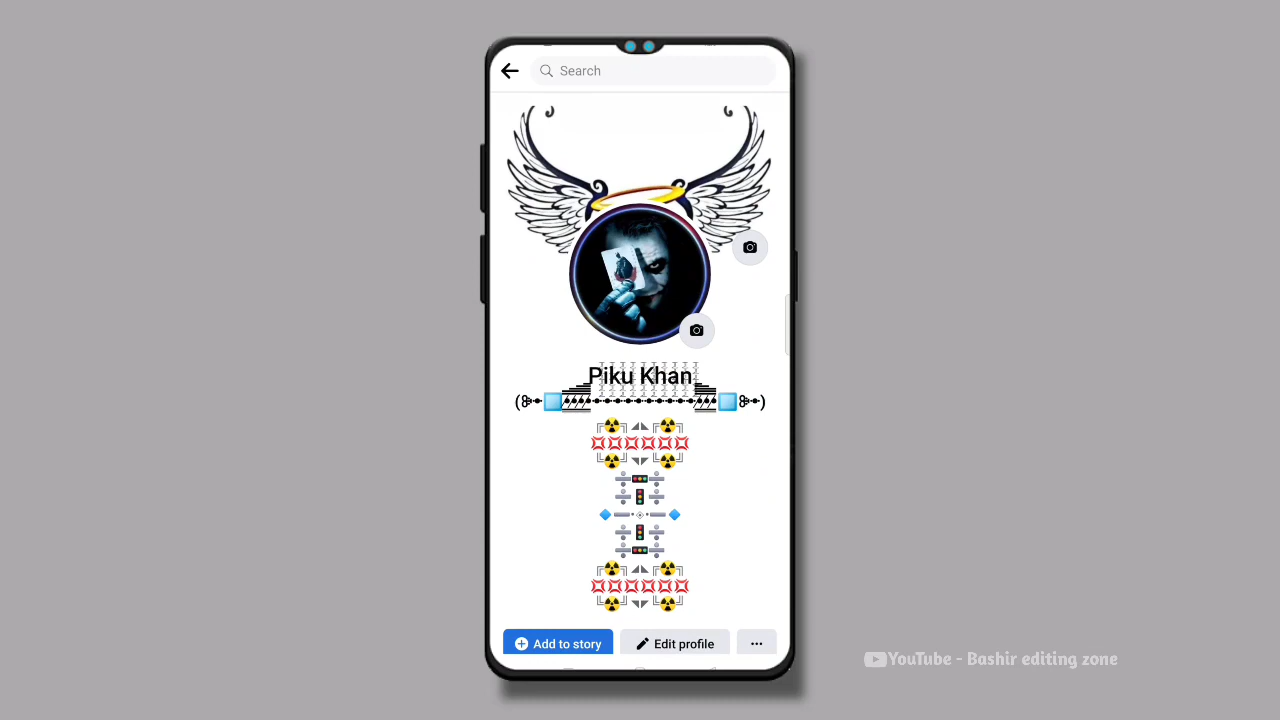 Search
Piku Khan
Add to story
Edit profile
YouTube - Bashir editing zone